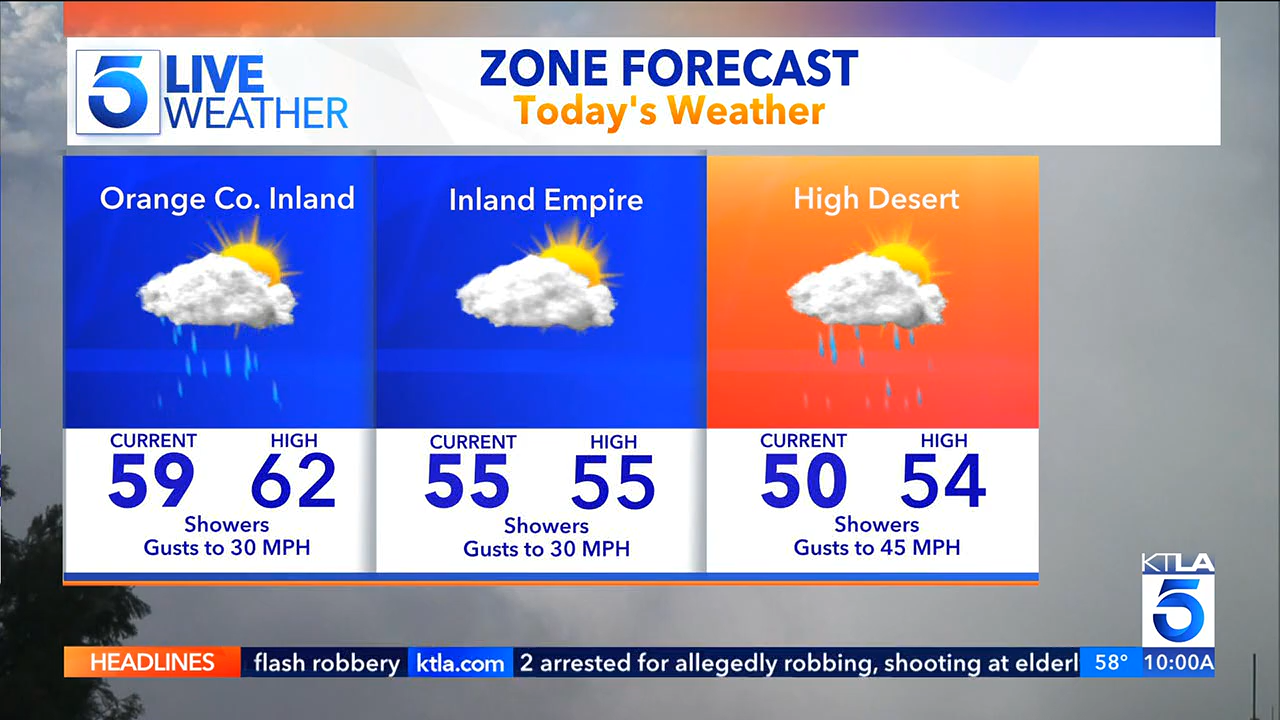 5 LIVE
WEATHER
ZONE FORECAST
Today's Weather
Orange Co. Inland
CURRENT HIGH
59 62
Showers
Gusts to 30 MPH
Inland Empire
CURRENT HIGH
55 55
Showers
Gusts to 30 MPH
High Desert
CURRENT HIGH
50 54
Showers
Gusts to 45 MPH
KTLA
5
HEADLINES flash robbery ktla.com 2 arrested for allegedly robbing, shooting at elderl 58° 10:00A